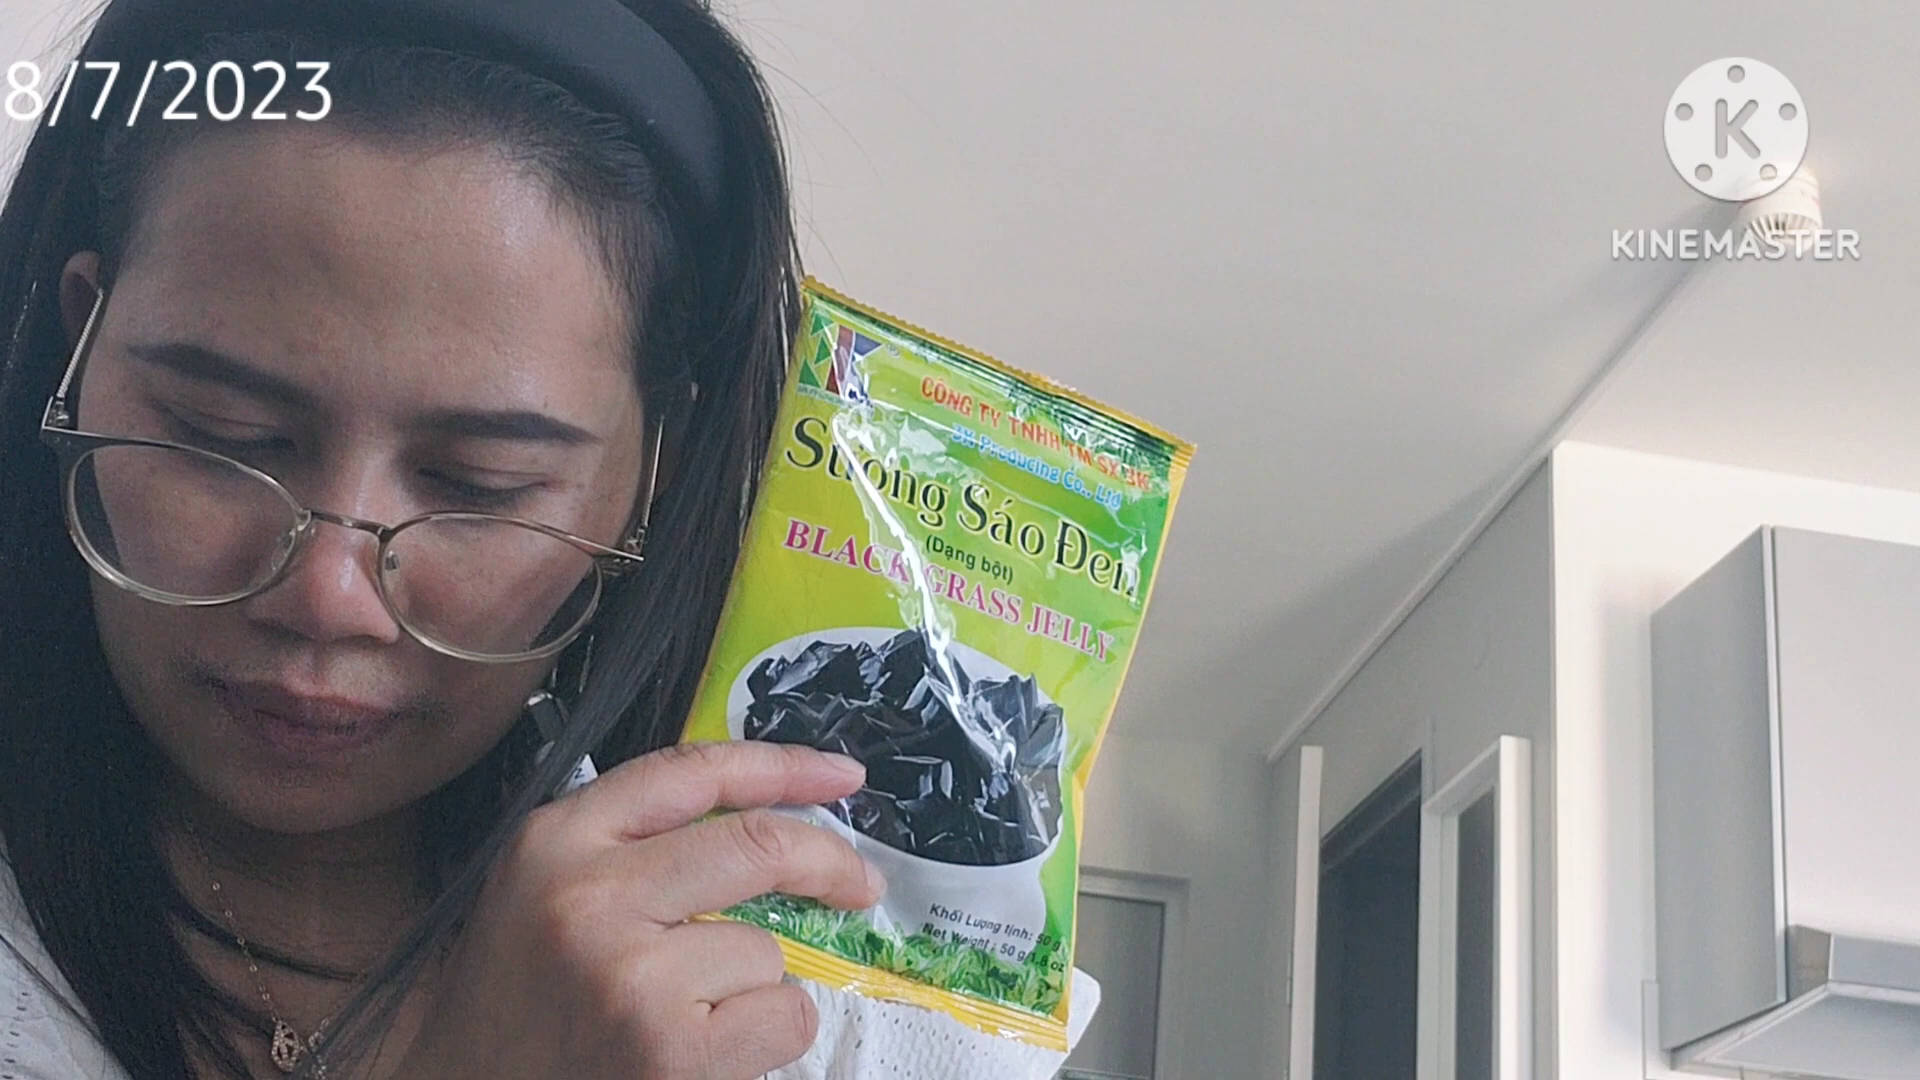 8/7/2023
K
KINEMASTER
CÔNG TY TNHH TM SX 3K
3K Producing Co., Ltd
Sương Sáo Đen
(Dạng bột)
BLACK GRASS JELLY
Khối Lượng tịnh: 50 g
Net Weight : 50 g/1.8 oz